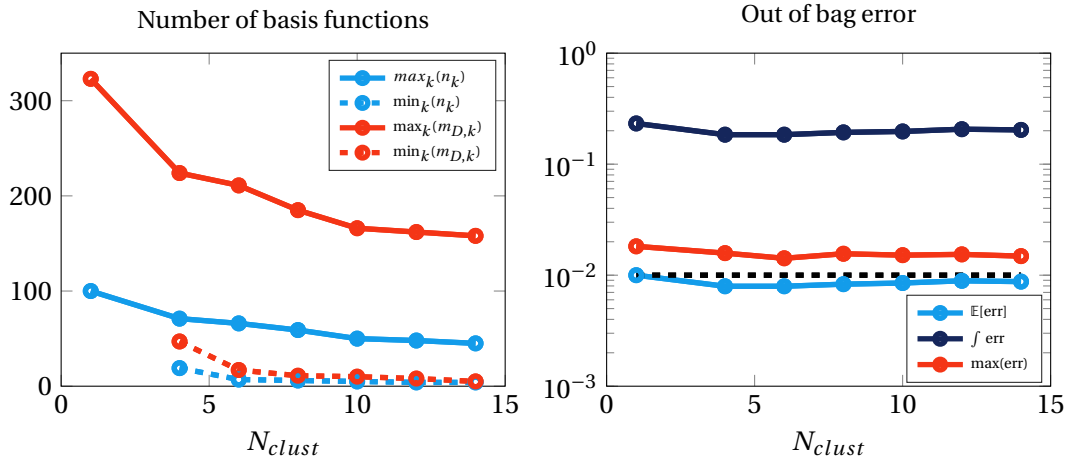 Number of basis functions
300
200
100
0
0
5
10
15
N_clust
max_k(n_k)
min_k(n_k)
max_k(m_{D,k})
min_k(m_{D,k})
Out of bag error
10^0
10^{-1}
10^{-2}
10^{-3}
0
5
10
15
N_clust
𝔼[err]
∫ err
max(err)